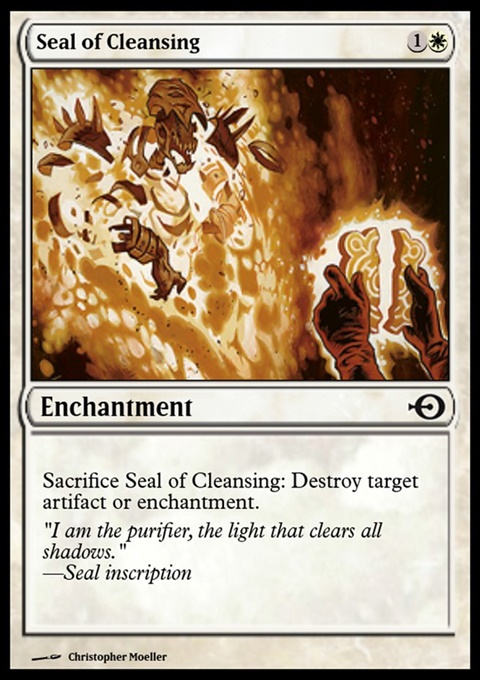 Seal of Cleansing 1
Enchantment
Sacrifice Seal of Cleansing: Destroy target
artifact or enchantment.
"I am the purifier, the light that clears all
shadows."
—Seal inscription
Christopher Moeller